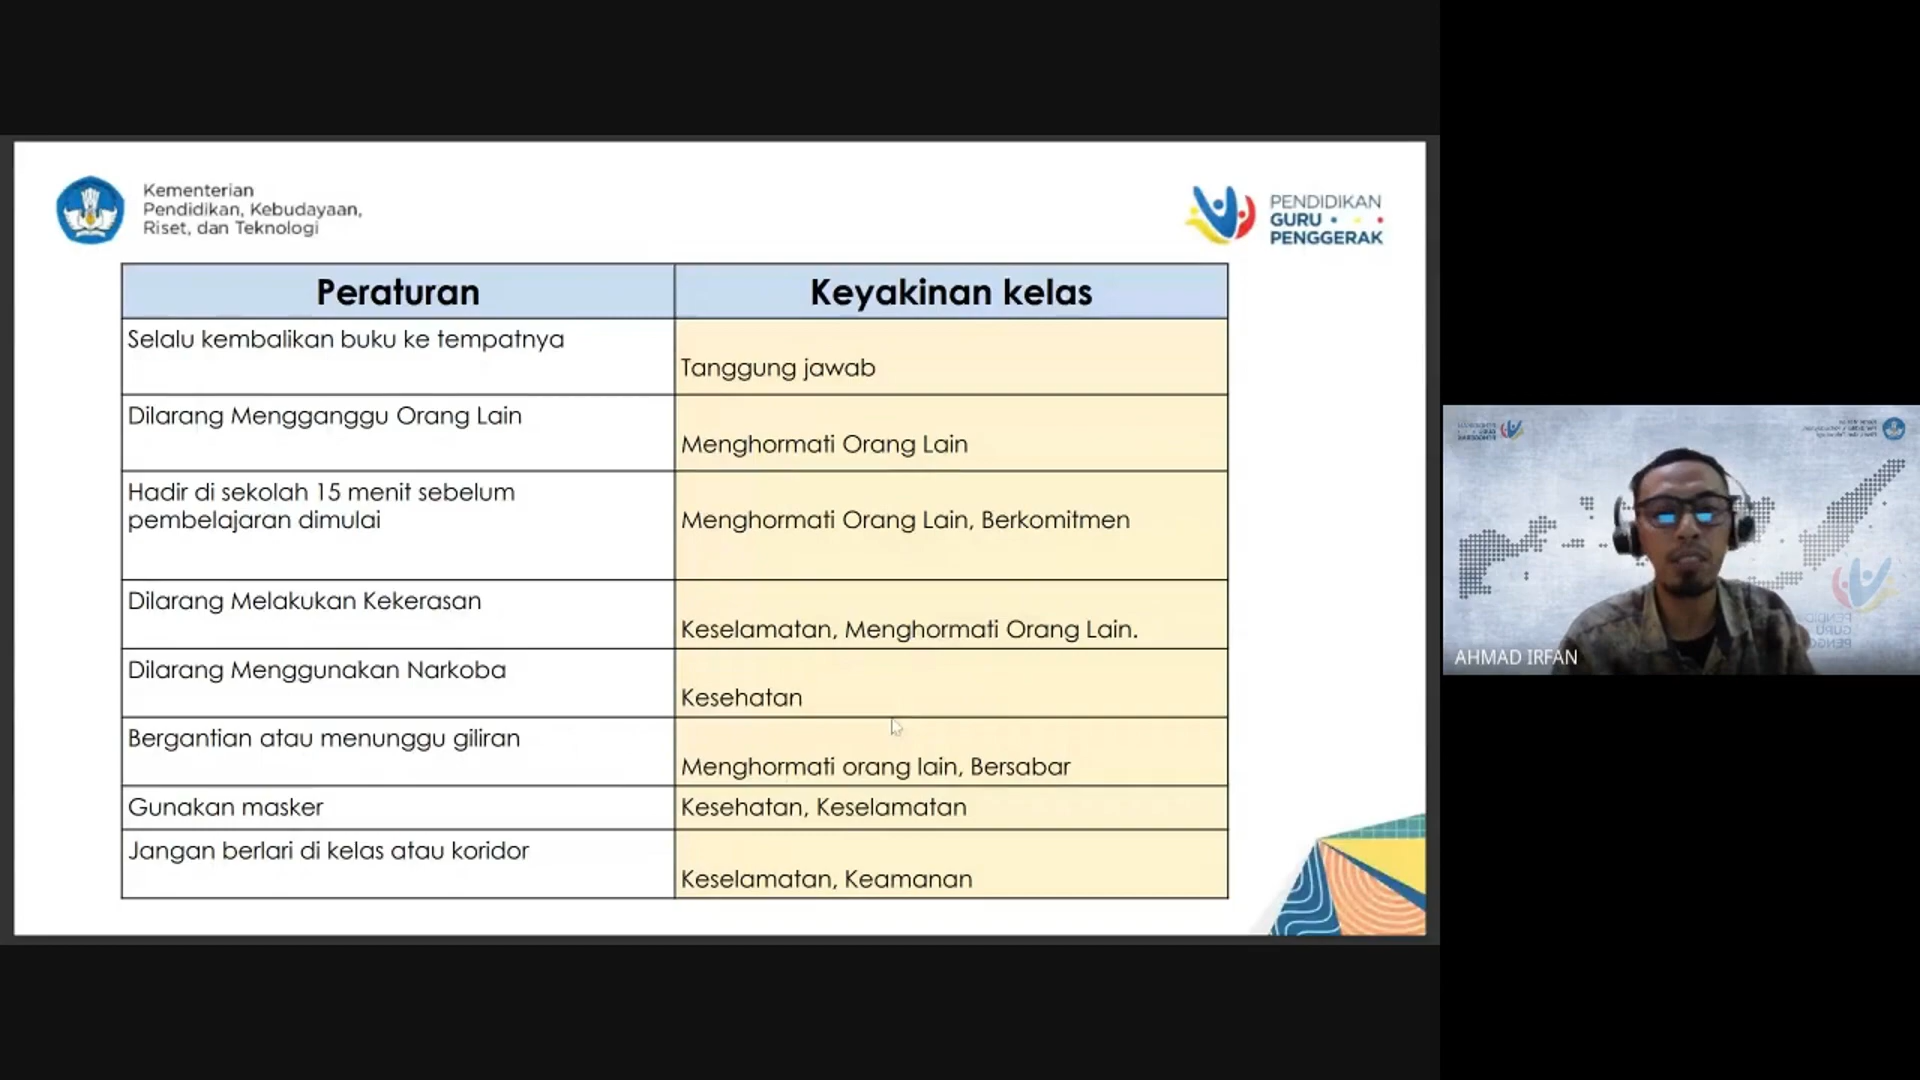 Kementerian
Pendidikan, Kebudayaan,
Riset, dan Teknologi
PENDIDIKAN
GURU
PENGGERAK
Peraturan
Keyakinan kelas
Selalu kembalikan buku ke tempatnya
Tanggung jawab
Dilarang Mengganggu Orang Lain
Menghormati Orang Lain
Hadir di sekolah 15 menit sebelum
pembelajaran dimulai
Menghormati Orang Lain, Berkomitmen
Dilarang Melakukan Kekerasan
Keselamatan, Menghormati Orang Lain.
Dilarang Menggunakan Narkoba
Kesehatan
Bergantian atau menunggu giliran
Menghormati orang lain, Bersabar
Gunakan masker
Kesehatan, Keselamatan
Jangan berlari di kelas atau koridor
Keselamatan, Keamanan
AHMAD IRFAN